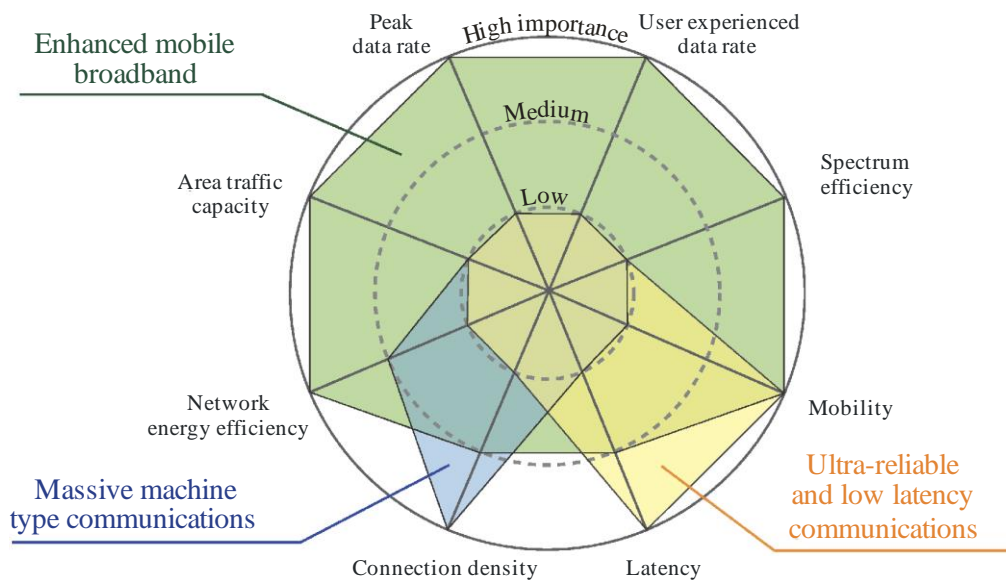 Peak
data rate
High importance
User experienced
data rate
Enhanced mobile
broadband
Medium
Area traffic
capacity
Low
Spectrum
efficiency
Network
energy efficiency
Mobility
Massive machine
type communications
Ultra-reliable
and low latency
communications
Connection density
Latency